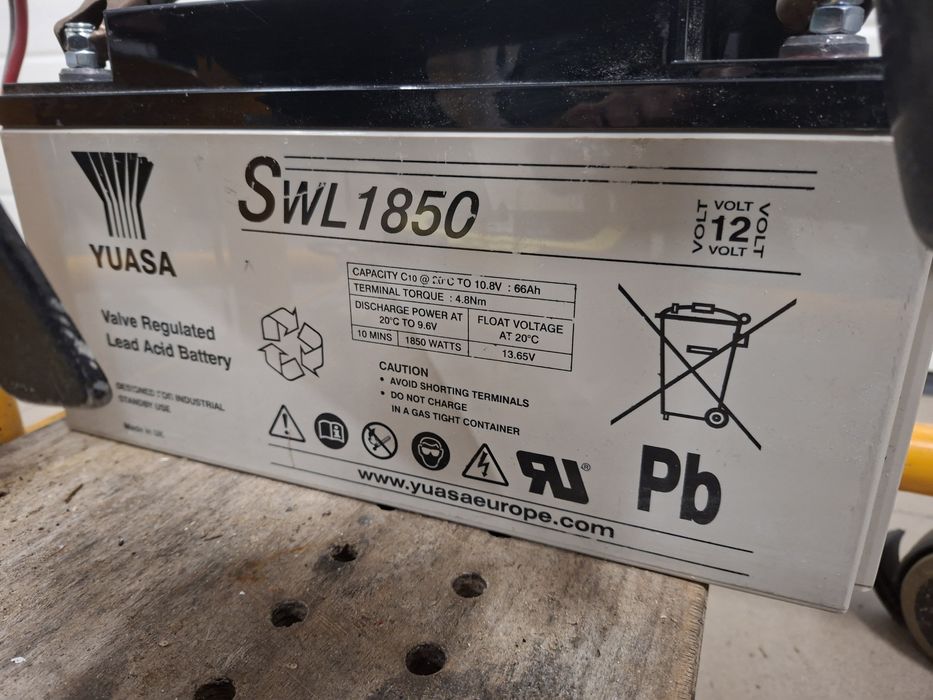 YUASA
SWL1850
VOLT
VOLT 12 VOLT
VOLT
Valve Regulated
Lead Acid Battery
DESIGNED FOR INDUSTRIAL
STANDBY USE
Made in UK
CAPACITY C10 @ 20°C TO 10.8V : 66Ah
TERMINAL TORQUE : 4.8Nm
DISCHARGE POWER AT
20°C TO 9.6V
FLOAT VOLTAGE
AT 20°C
10 MINS 1850 WATTS
13.65V
CAUTION
• AVOID SHORTING TERMINALS
• DO NOT CHARGE
IN A GAS TIGHT CONTAINER
Pb
www.yuasaeurope.com